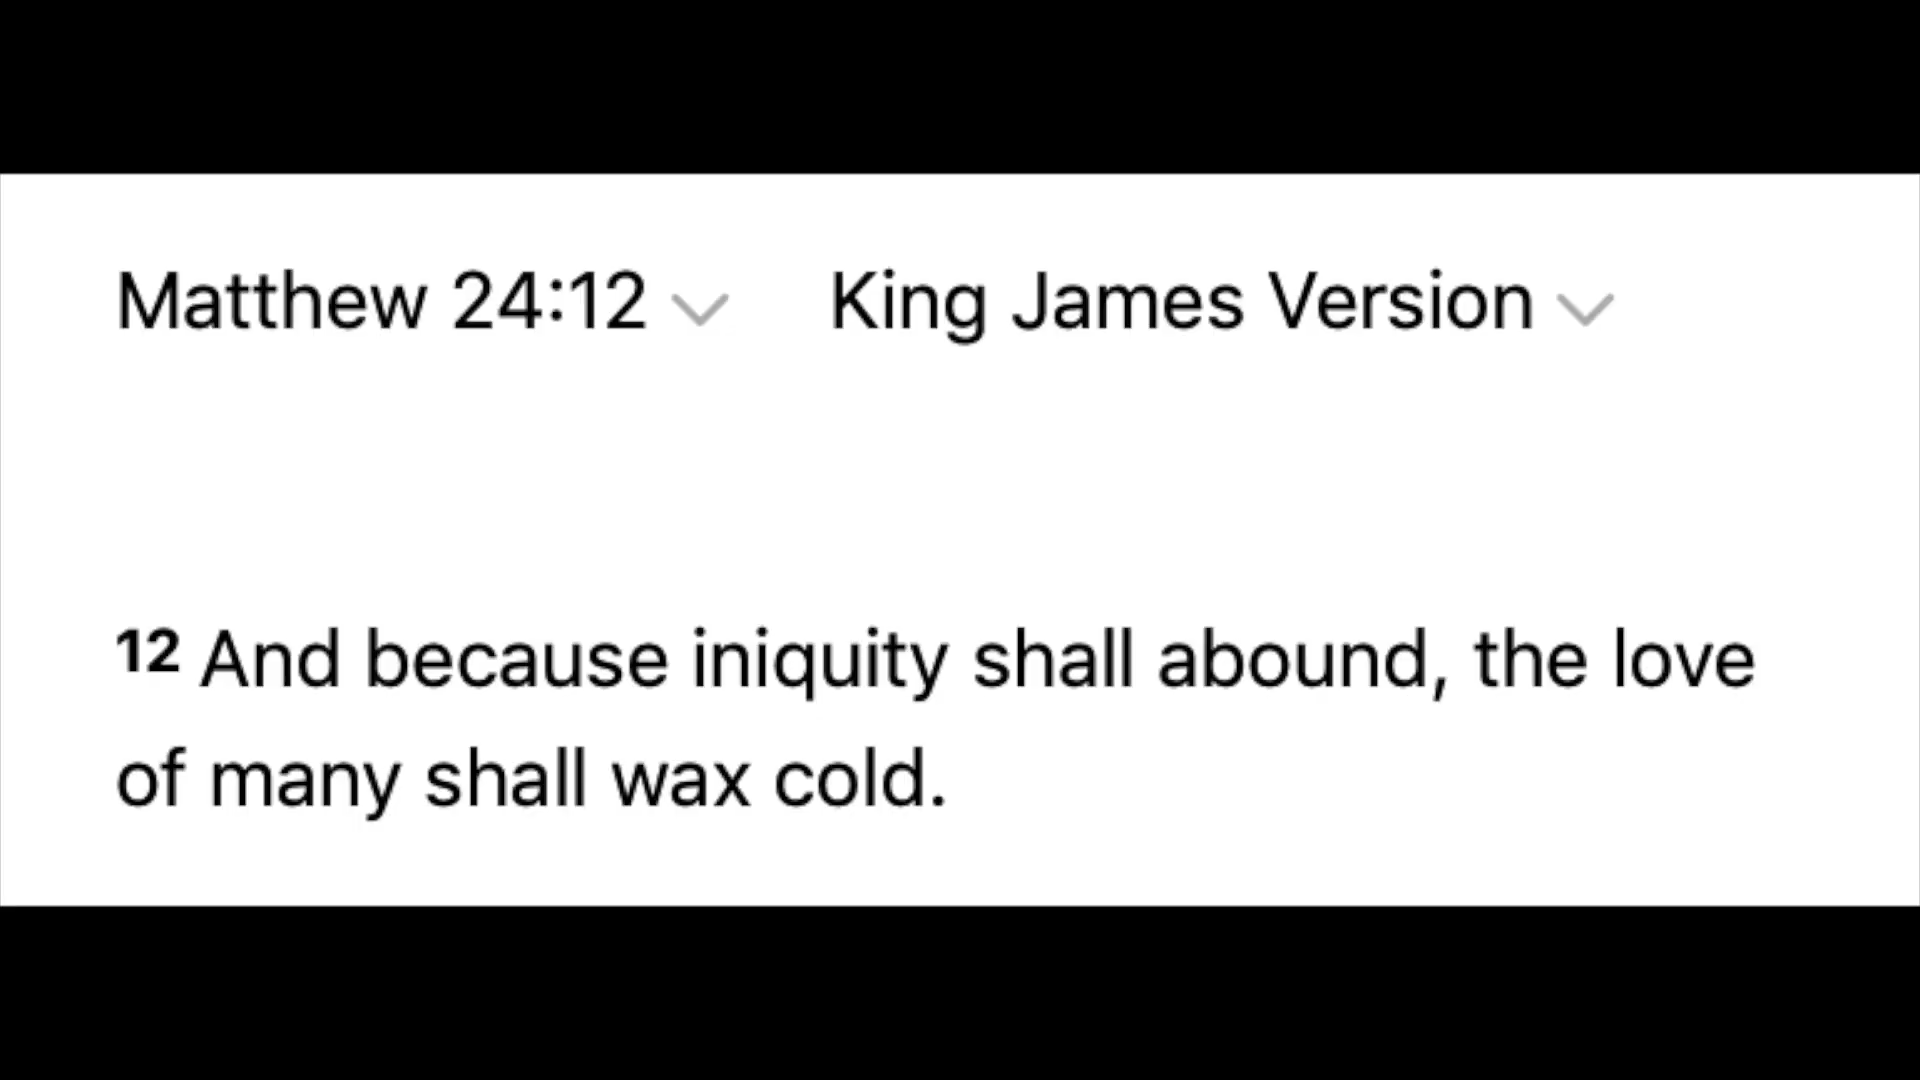 Matthew 24:12 King James Version
12 And because iniquity shall abound, the love
of many shall wax cold.